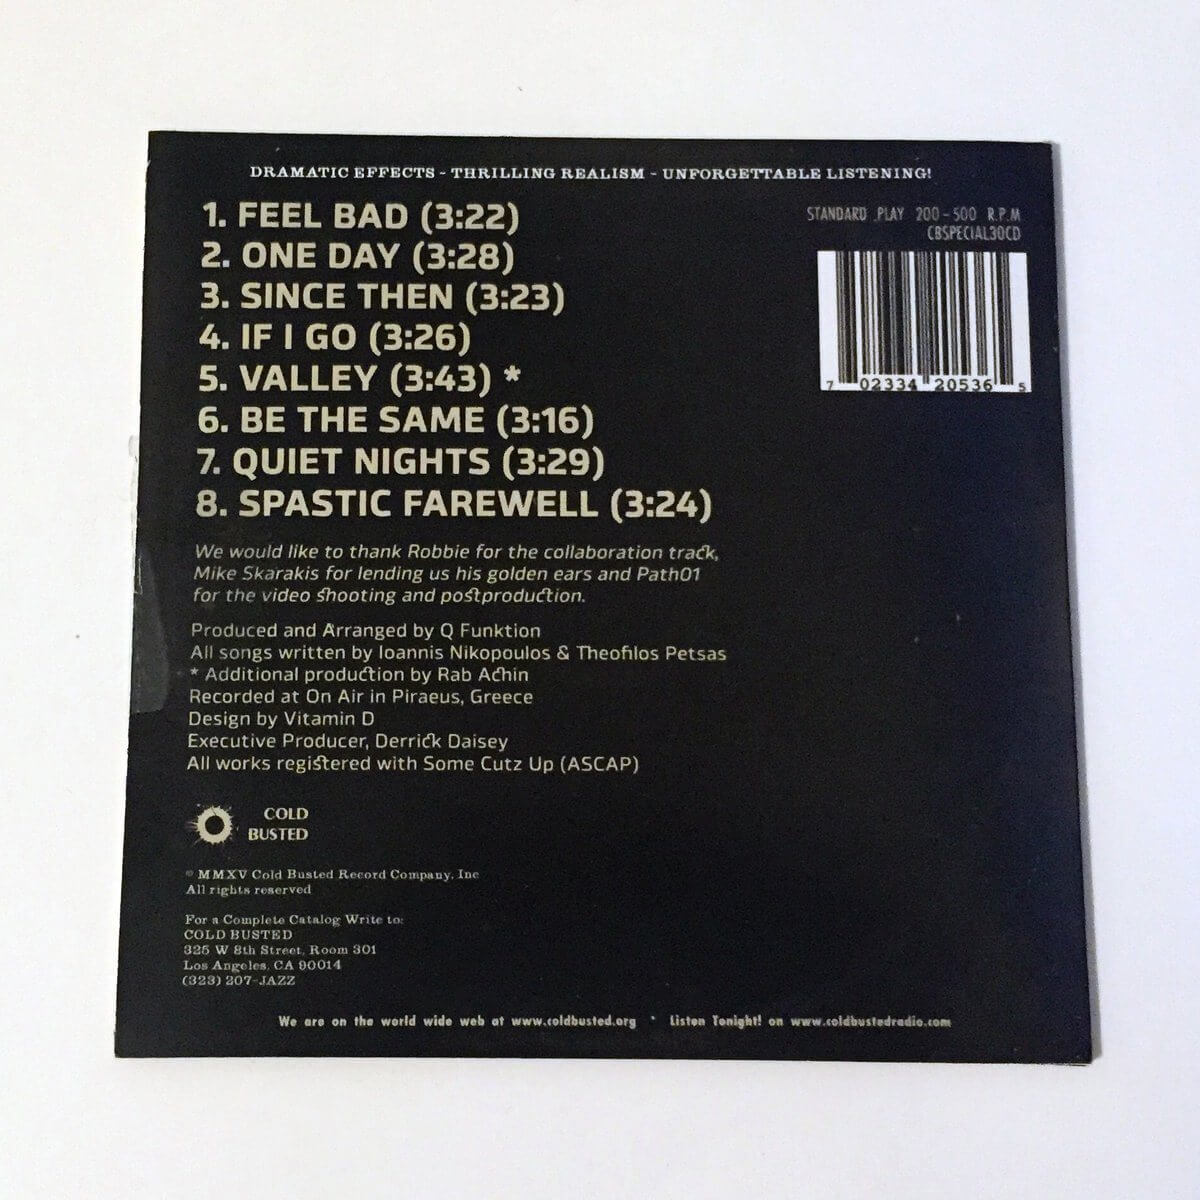 DRAMATIC EFFECTS - THRILLING REALISM - UNFORGETTABLE LISTENING!
1. FEEL BAD (3:22)
2. ONE DAY (3:28)
3. SINCE THEN (3:23)
4. IF I GO (3:26)
5. VALLEY (3:43) *
6. BE THE SAME (3:16)
7. QUIET NIGHTS (3:29)
8. SPASTIC FAREWELL (3:24)
STANDARD PLAY 200-500 R.P.M
CBSPECIAL30CD
7 02334 20536 5
We would like to thank Robbie for the collaboration track,
Mike Skarakis for lending us his golden ears and Path01
for the video shooting and postproduction.
Produced and Arranged by Q Funktion
All songs written by Ioannis Nikopoulos & Theofilos Petsas
* Additional production by Rab Achin
Recorded at On Air in Piraeus, Greece
Design by Vitamin D
Executive Producer, Derrick Daisey
All works registered with Some Cutz Up (ASCAP)
COLD
BUSTED
© MMXV Cold Busted Record Company, Inc
All rights reserved
For a Complete Catalog Write to:
COLD BUSTED
325 W 8th Street, Room 301
Los Angeles, CA 90014
(323) 207-JAZZ
We are on the world wide web at www.coldbusted.org * Listen Tonight! on www.coldbustedradio.com